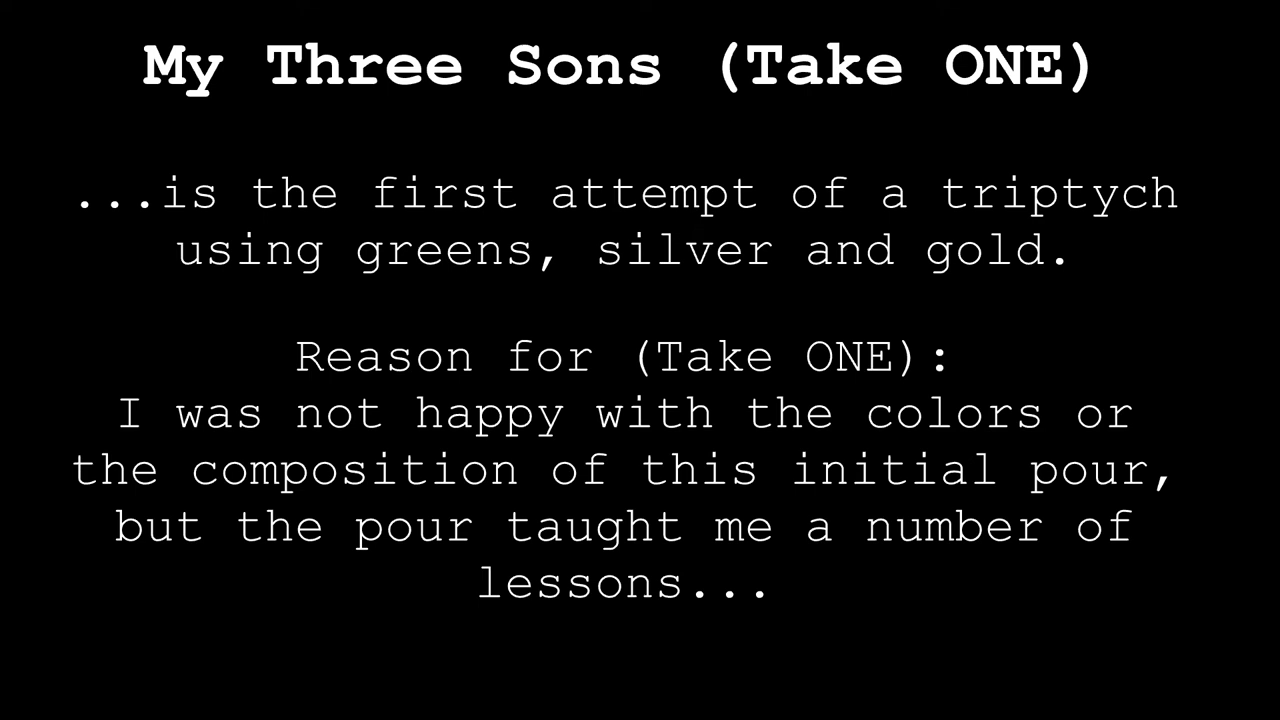 My Three Sons (Take ONE)
...is the first attempt of a triptych
using greens, silver and gold.
Reason for (Take ONE):
I was not happy with the colors or
the composition of this initial pour,
but the pour taught me a number of
lessons...